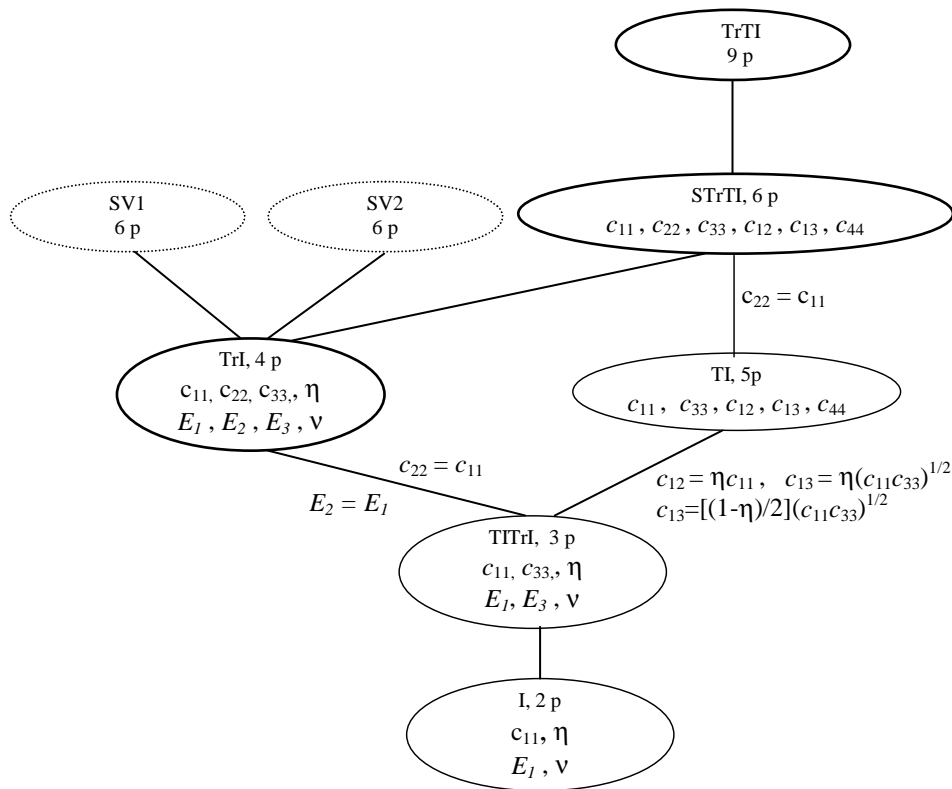 TrTI
9 p
SV1
6 p
SV2
6 p
STrTI, 6 p
c₁₁ , c₂₂ , c₃₃ , c₁₂ , c₁₃ , c₄₄
c₂₂ = c₁₁
TrI, 4 p
c₁₁, c₂₂, c₃₃,, η
E₁ , E₂ , E₃ , ν
TI, 5p
c₁₁ , c₃₃ , c₁₂ , c₁₃ , c₄₄
c₂₂ = c₁₁
E₂ = E₁
c₁₂ = ηc₁₁ , c₁₃ = η(c₁₁c₃₃)^1/2
c₁₃=[(1-η)/2](c₁₁c₃₃)^1/2
TITrI, 3 p
c₁₁, c₃₃,, η
E₁, E₃ , ν
I, 2 p
c₁₁, η
E₁ , ν